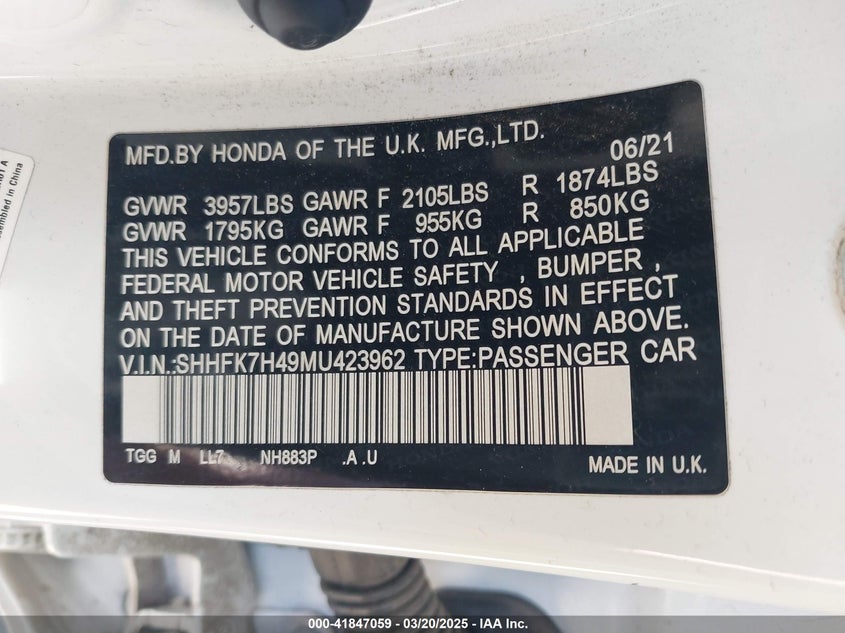 MFD.BY HONDA OF THE U.K. MFG.,LTD. 06/21
GVWR 3957LBS GAWR F 2105LBS R 1874LBS
GVWR 1795KG GAWR F 955KG R 850KG
THIS VEHICLE CONFORMS TO ALL APPLICABLE
FEDERAL MOTOR VEHICLE SAFETY , BUMPER ,
AND THEFT PREVENTION STANDARDS IN EFFECT
ON THE DATE OF MANUFACTURE SHOWN ABOVE.
V.I.N.:SHHFK7H49MU423962 TYPE:PASSENGER CAR
TGG M LL7 NH883P .A .U
MADE IN U.K.
in China
000-41847059 - 03/20/2025 - IAA Inc.